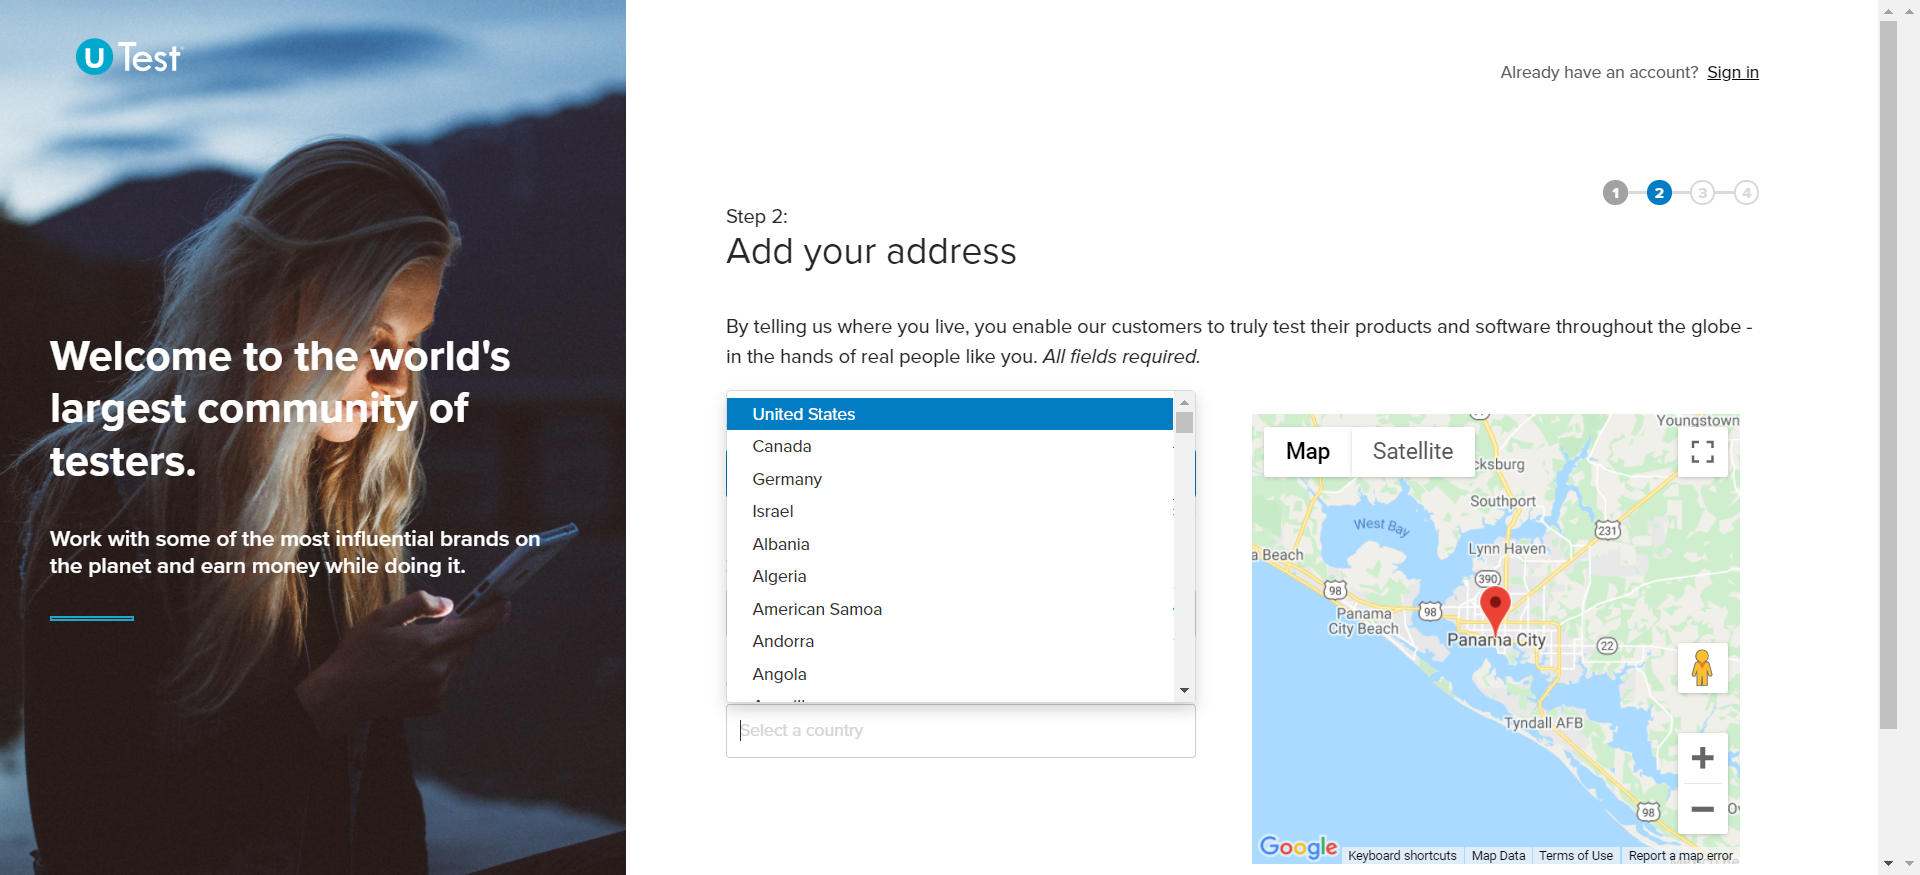 U Test
Already have an account? Sign in
1 2 3 4
Step 2:
Add your address
By telling us where you live, you enable our customers to truly test their products and software throughout the globe -
in the hands of real people like you. All fields required.
Welcome to the world's
largest community of
testers.
Work with some of the most influential brands on
the planet and earn money while doing it.
United States
Canada
Germany
Israel
Albania
Algeria
American Samoa
Andorra
Angola
Select a country
Map
Satellite
Youngstown
cksburg
Southport
West Bay
231
Lynn Haven
a Beach
390
98
98
Panama
City Beach
Panama City
22
Tyndall AFB
98
Google
Keyboard shortcuts
Map Data
Terms of Use
Report a map error